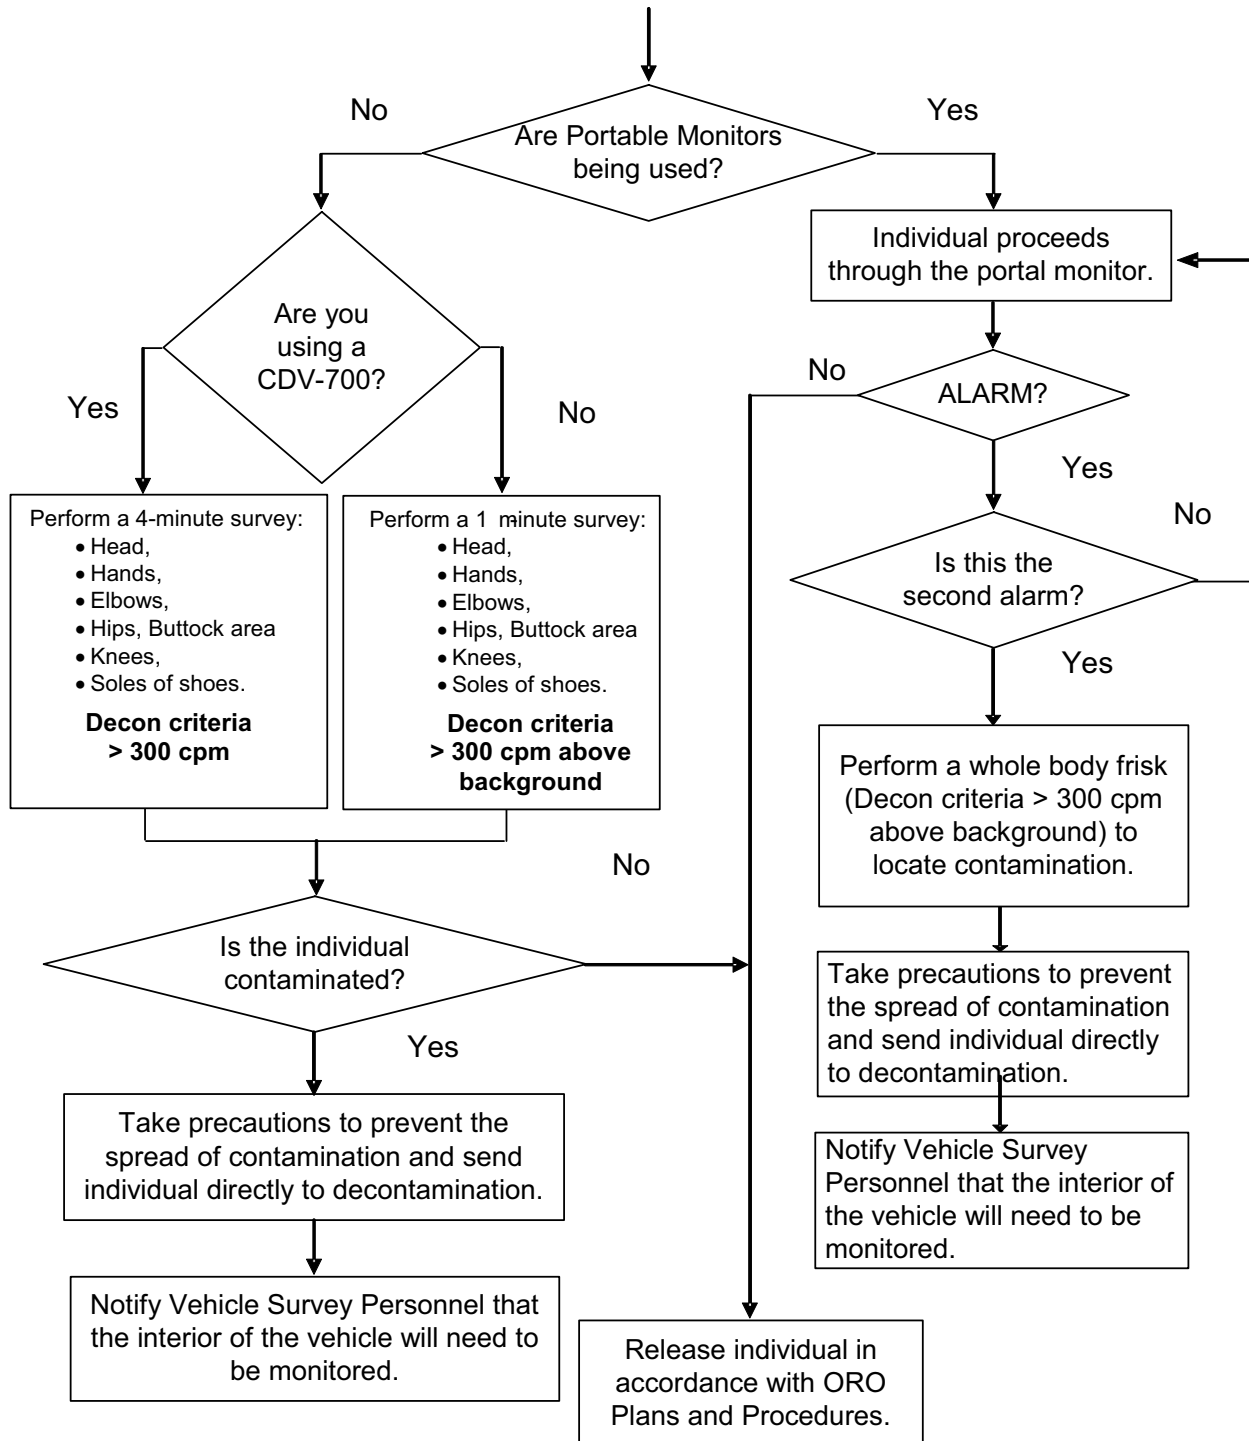 No
Yes
Are Portable Monitors
being used?
Individual proceeds
through the portal monitor.
Are you
using a
CDV-700?
No
ALARM?
Yes
No
Yes
No
Perform a 4-minute survey:
• Head,
• Hands,
• Elbows,
• Hips, Buttock area
• Knees,
• Soles of shoes.
Decon criteria
> 300 cpm
Perform a 1 -minute survey:
• Head,
• Hands,
• Elbows,
• Hips, Buttock area
• Knees,
• Soles of shoes.
Decon criteria
> 300 cpm above
background
Is this the
second alarm?
Yes
Perform a whole body frisk
(Decon criteria > 300 cpm
above background) to
locate contamination.
No
Is the individual
contaminated?
Yes
Take precautions to prevent
the spread of contamination
and send individual directly
to decontamination.
Take precautions to prevent the
spread of contamination and send
individual directly to decontamination.
Notify Vehicle Survey
Personnel that the interior of
the vehicle will need to be
monitored.
Notify Vehicle Survey Personnel that
the interior of the vehicle will need to
be monitored.
Release individual in
accordance with ORO
Plans and Procedures.